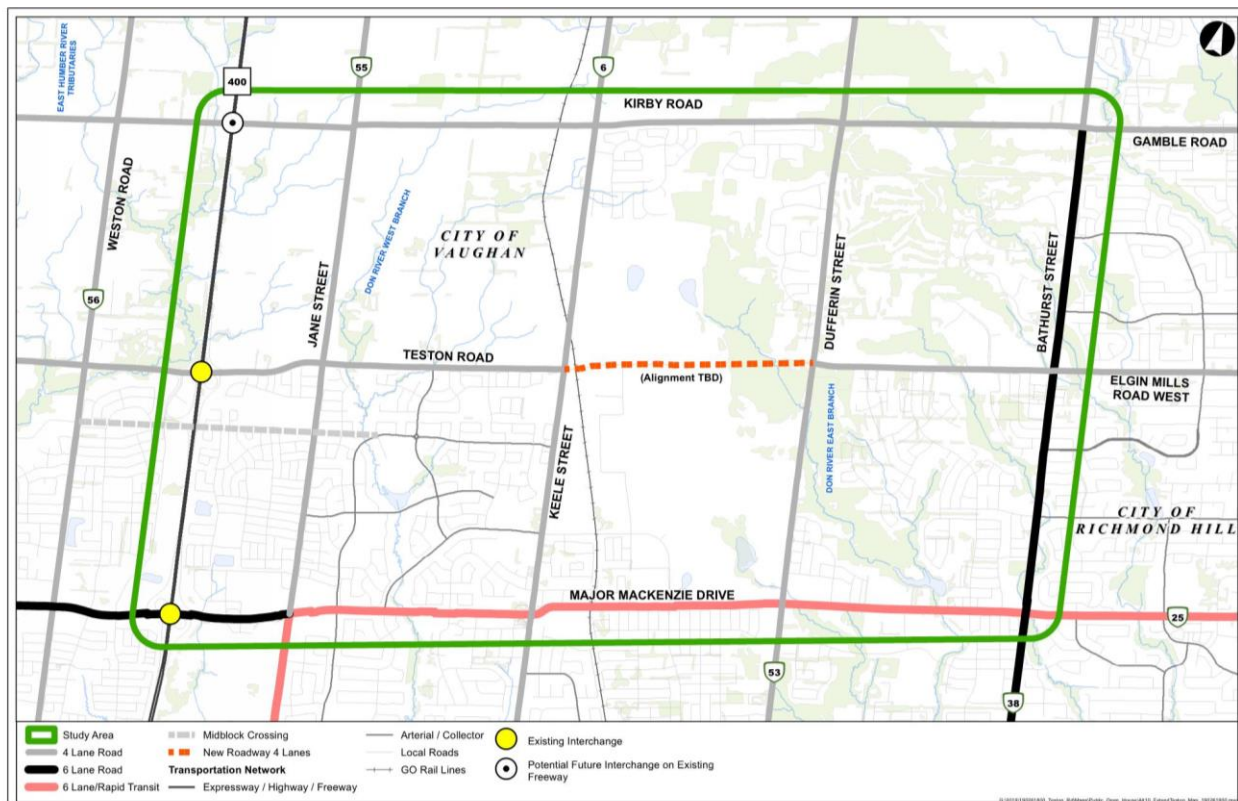 EAST HUMBER RIVER
TRIBUTARIES
400
55
6
KIRBY ROAD
GAMBLE ROAD
WESTON ROAD
DON RIVER WEST BRANCH
CITY OF
VAUGHAN
JANE STREET
DUFFERIN STREET
BATHURST STREET
56
TESTON ROAD
(Alignment TBD)
ELGIN MILLS
ROAD WEST
KEELE STREET
DON RIVER EAST BRANCH
CITY OF
RICHMOND HILL
MAJOR MACKENZIE DRIVE
25
53
38
Study Area
4 Lane Road
6 Lane Road
6 Lane/Rapid Transit
Midblock Crossing
New Roadway 4 Lanes
Transportation Network
Expressway / Highway / Freeway
Arterial / Collector
Local Roads
GO Rail Lines
Existing Interchange
Potential Future Interchange on Existing
Freeway